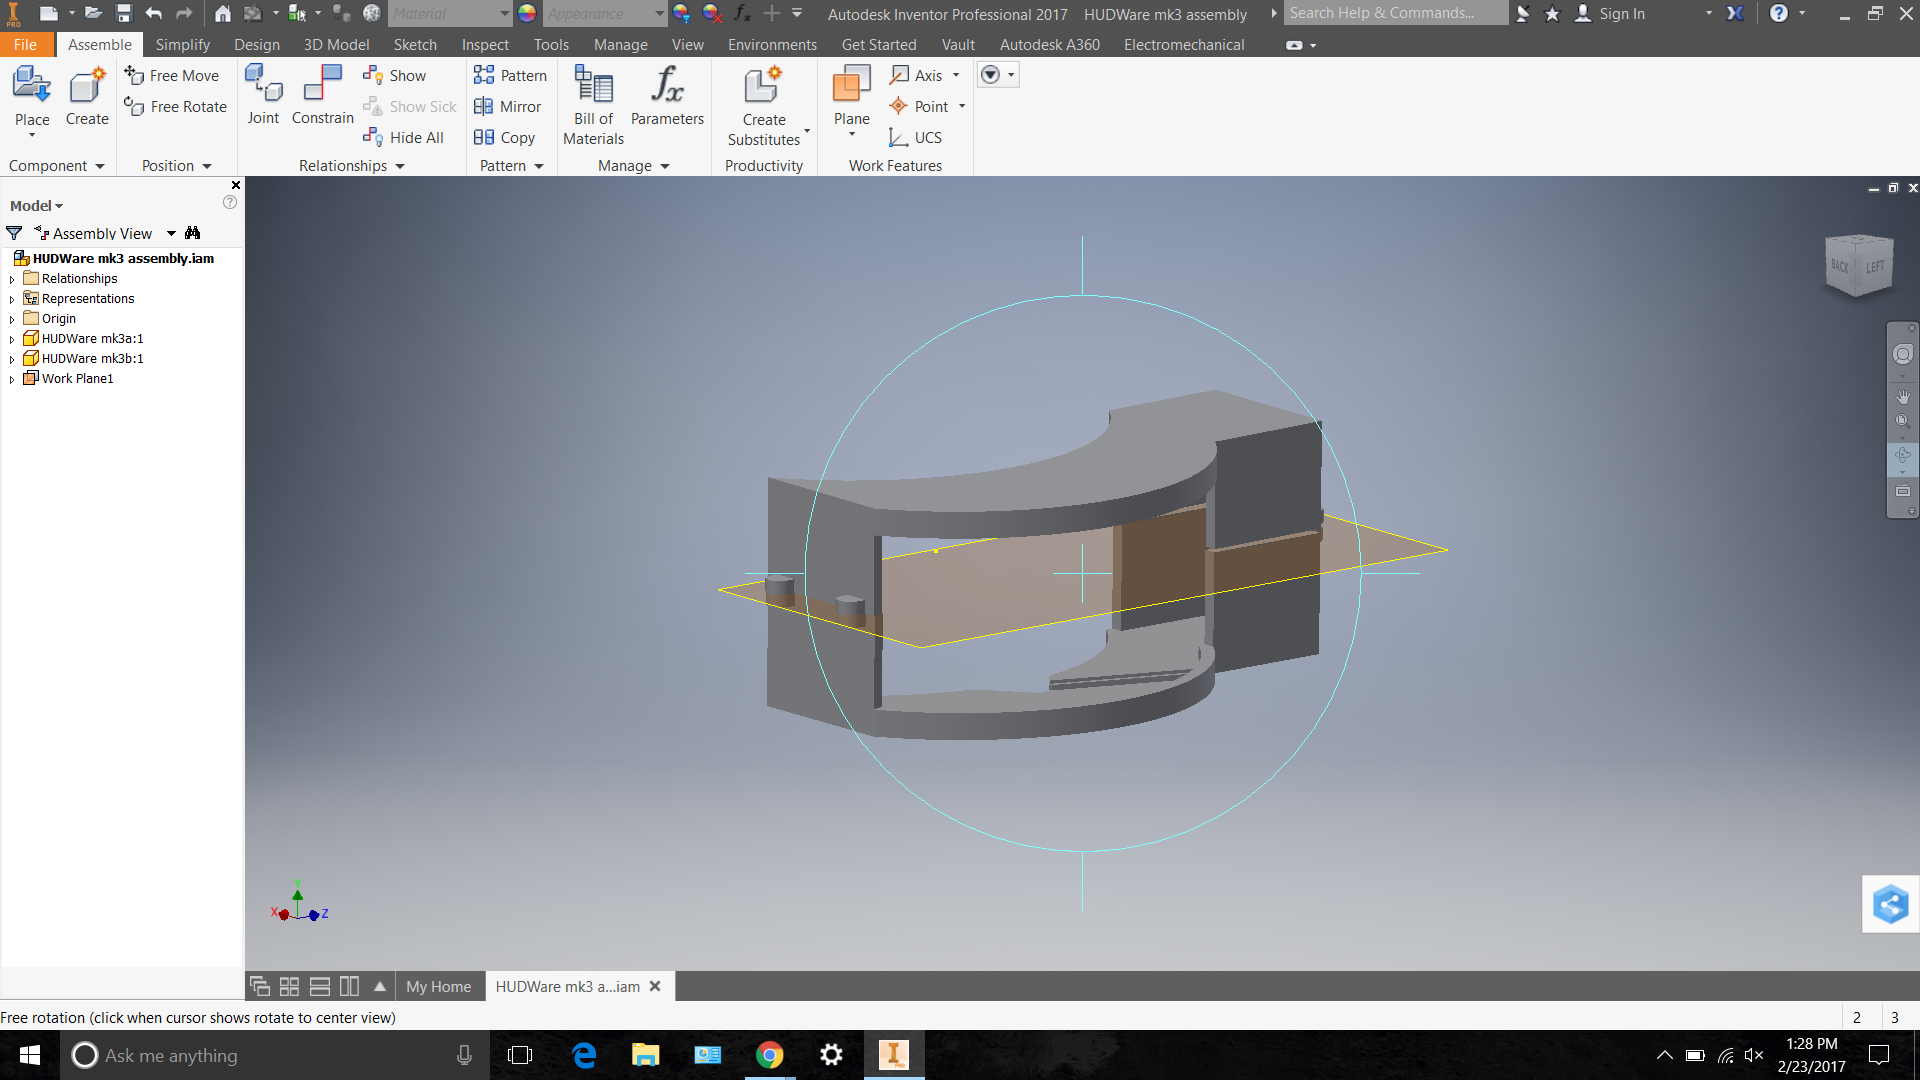 Material Appearance Autodesk Inventor Professional 2017 HUDWare mk3 assembly Search Help & Commands... Sign In
PRO
File Assemble Simplify Design 3D Model Sketch Inspect Tools Manage View Environments Get Started Vault Autodesk A360 Electromechanical
Free Move Show Pattern Axis
Free Rotate Show Sick Mirror Point
Place Create Joint Constrain Bill of Materials Parameters Create Substitutes Plane
Hide All Copy UCS
Component Position Relationships Pattern Manage Productivity Work Features
Model
Assembly View
HUDWare mk3 assembly.iam
Relationships
Representations
Origin
HUDWare mk3a:1
HUDWare mk3b:1
Work Plane1
BACK LEFT
Y
X Z
My Home HUDWare mk3 a...iam
Free rotation (click when cursor shows rotate to center view) 2 3
Ask me anything
PRO
1:28 PM
2/23/2017